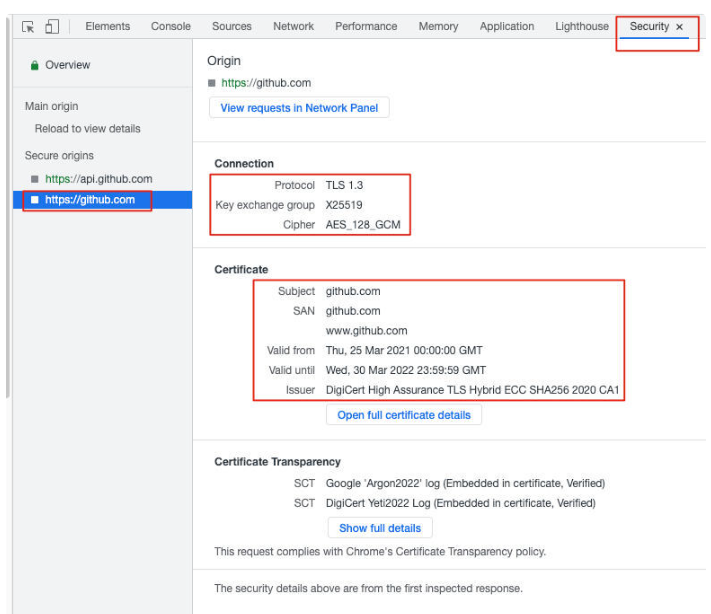 Elements Console Sources Network Performance Memory Application Lighthouse Security ×
Overview
Main origin
Reload to view details
Secure origins
https://api.github.com
https://github.com
Origin
https://github.com
View requests in Network Panel
Connection
Protocol TLS 1.3
Key exchange group X25519
Cipher AES_128_GCM
Certificate
Subject github.com
SAN github.com
www.github.com
Valid from Thu, 25 Mar 2021 00:00:00 GMT
Valid until Wed, 30 Mar 2022 23:59:59 GMT
Issuer DigiCert High Assurance TLS Hybrid ECC SHA256 2020 CA1
Open full certificate details
Certificate Transparency
SCT Google 'Argon2022' log (Embedded in certificate, Verified)
SCT DigiCert Yeti2022 Log (Embedded in certificate, Verified)
Show full details
This request complies with Chrome's Certificate Transparency policy.
The security details above are from the first inspected response.